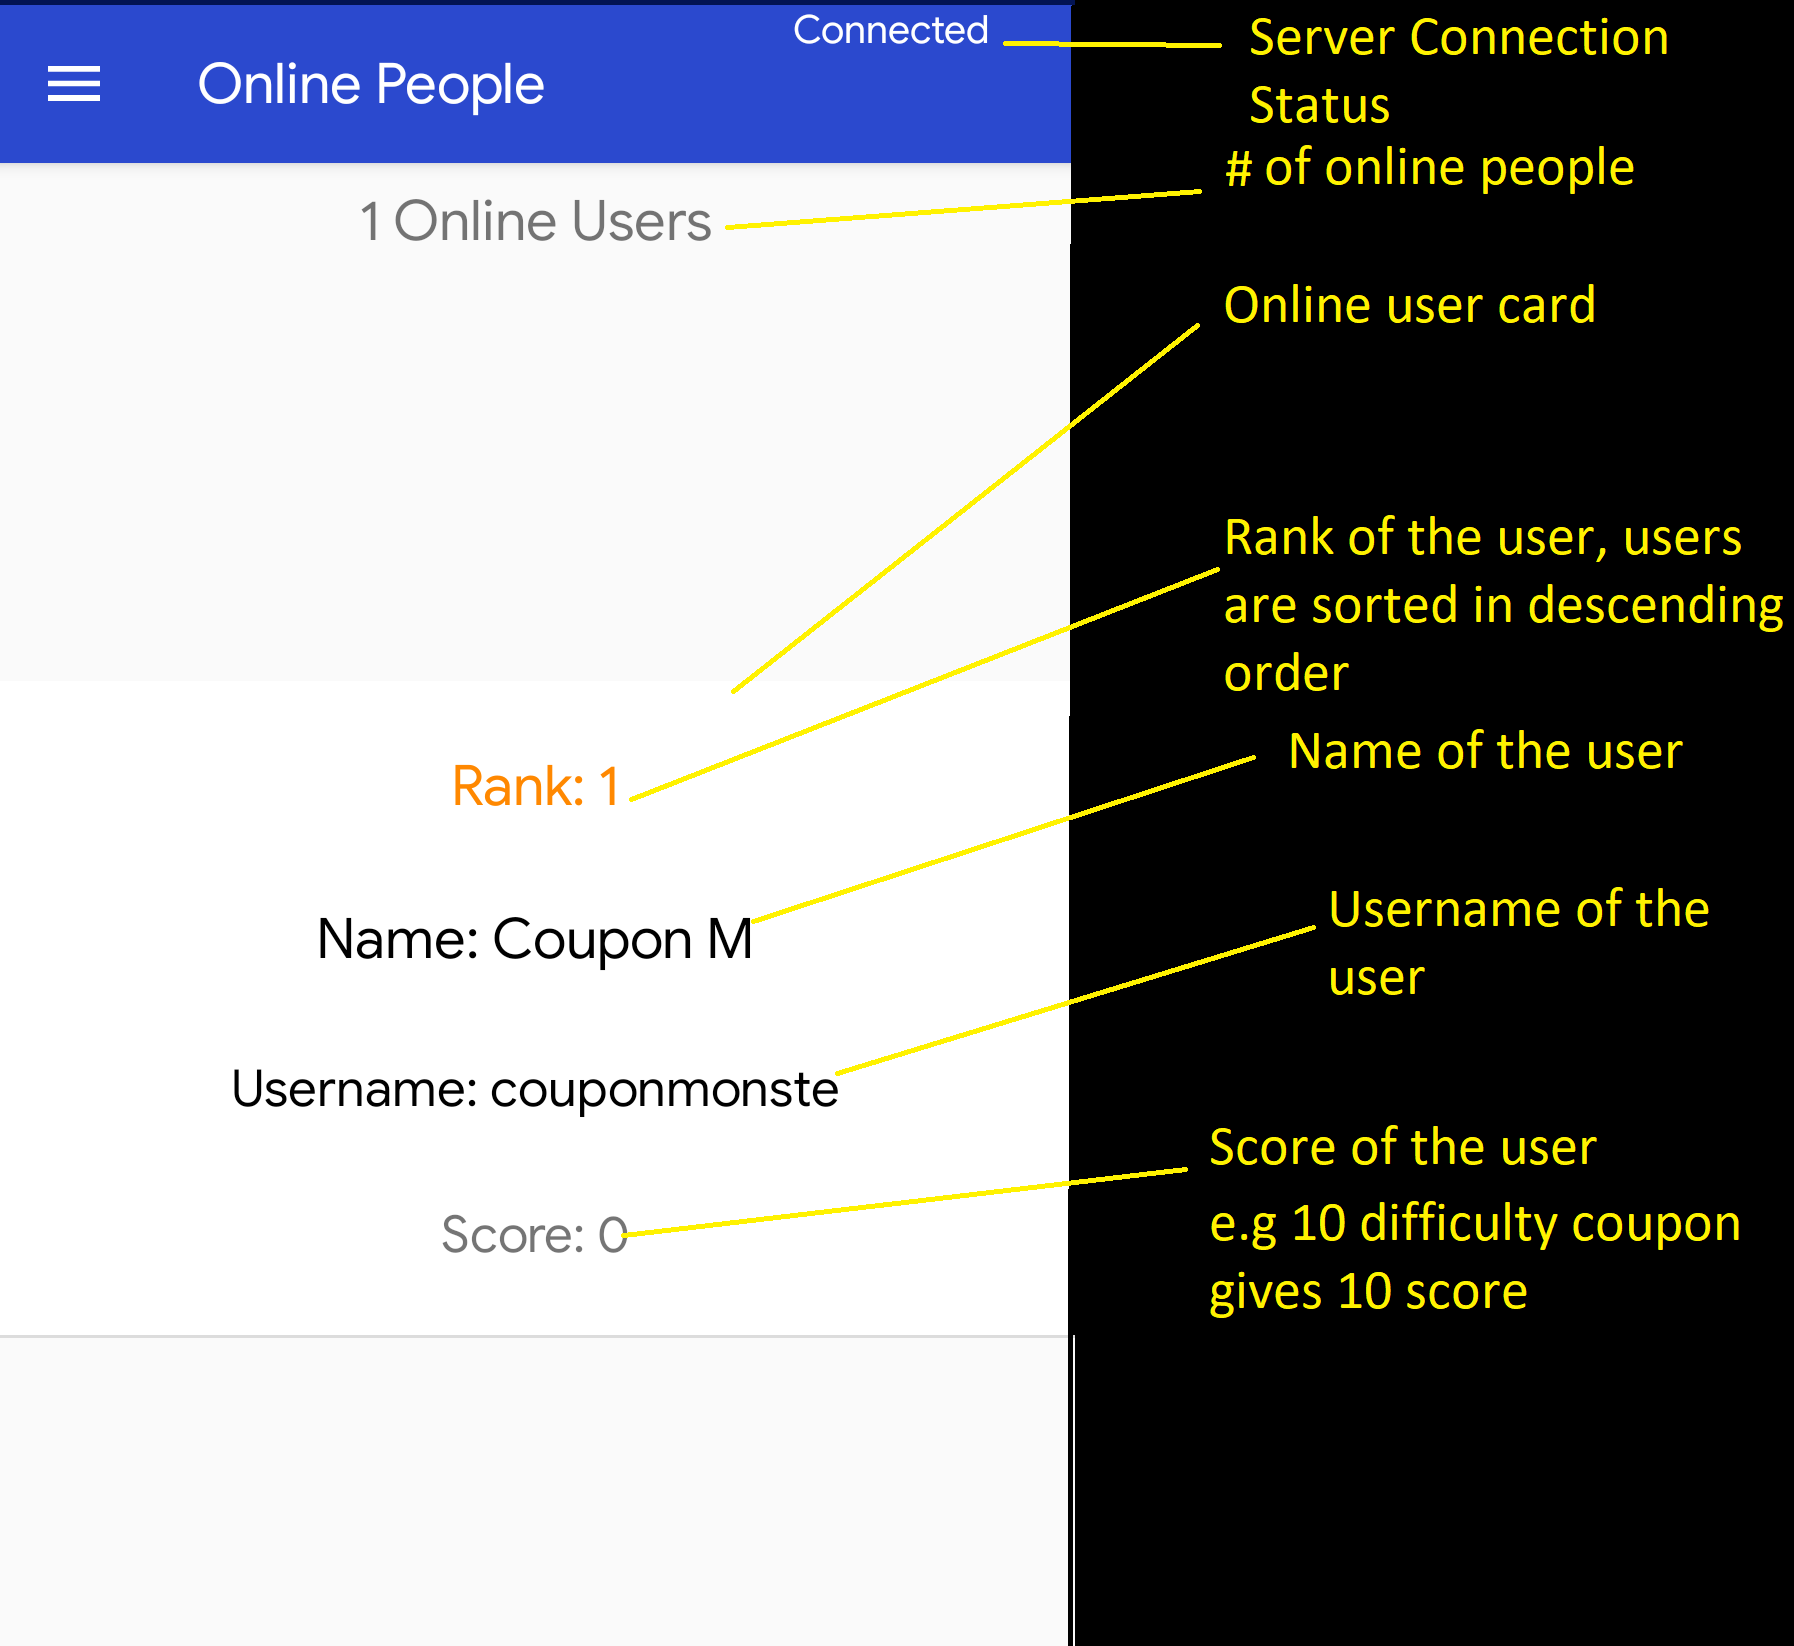 Connected
Online People
1 Online Users
Rank: 1
Name: Coupon M
Username: couponmonste
Score: 0
Server Connection
Status
# of online people
Online user card
Rank of the user, users
are sorted in descending
order
Name of the user
Username of the
user
Score of the user
e.g 10 difficulty coupon
gives 10 score